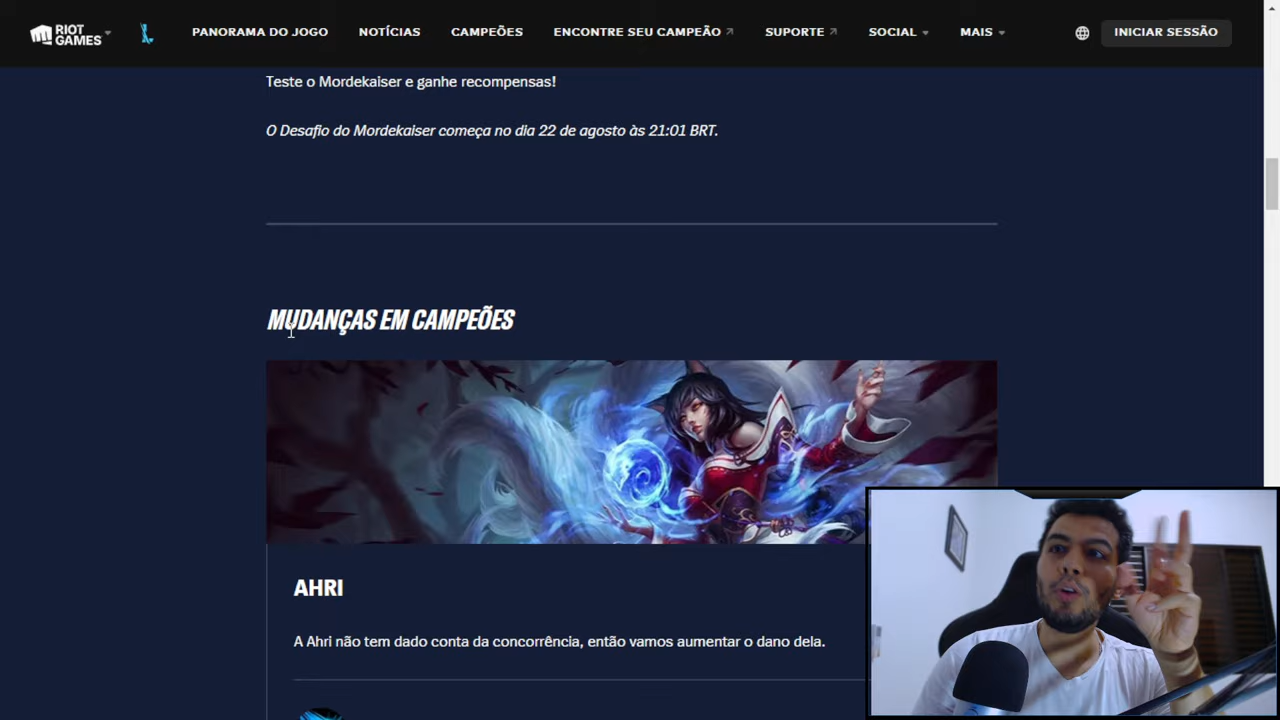 RIOT GAMES PANORAMA DO JOGO NOTÍCIAS CAMPEÕES ENCONTRE SEU CAMPEÃO SUPORTE SOCIAL MAIS INICIAR SESSÃO
Teste o Mordekaiser e ganhe recompensas!
O Desafio do Mordekaiser começa no dia 22 de agosto às 21:01 BRT.
MUDANÇAS EM CAMPEÕES
AHRI
A Ahri não tem dado conta da concorrência, então vamos aumentar o dano dela.